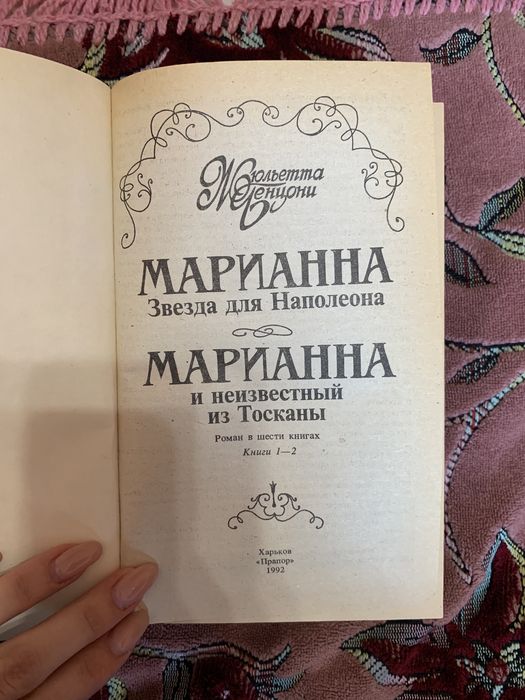 Жюльетта
Бенцони
МАРИАННА
Звезда для Наполеона
МАРИАННА
и неизвестный
из Тосканы
Роман в шести книгах
Книги 1—2
Харьков
«Прапор»
1992